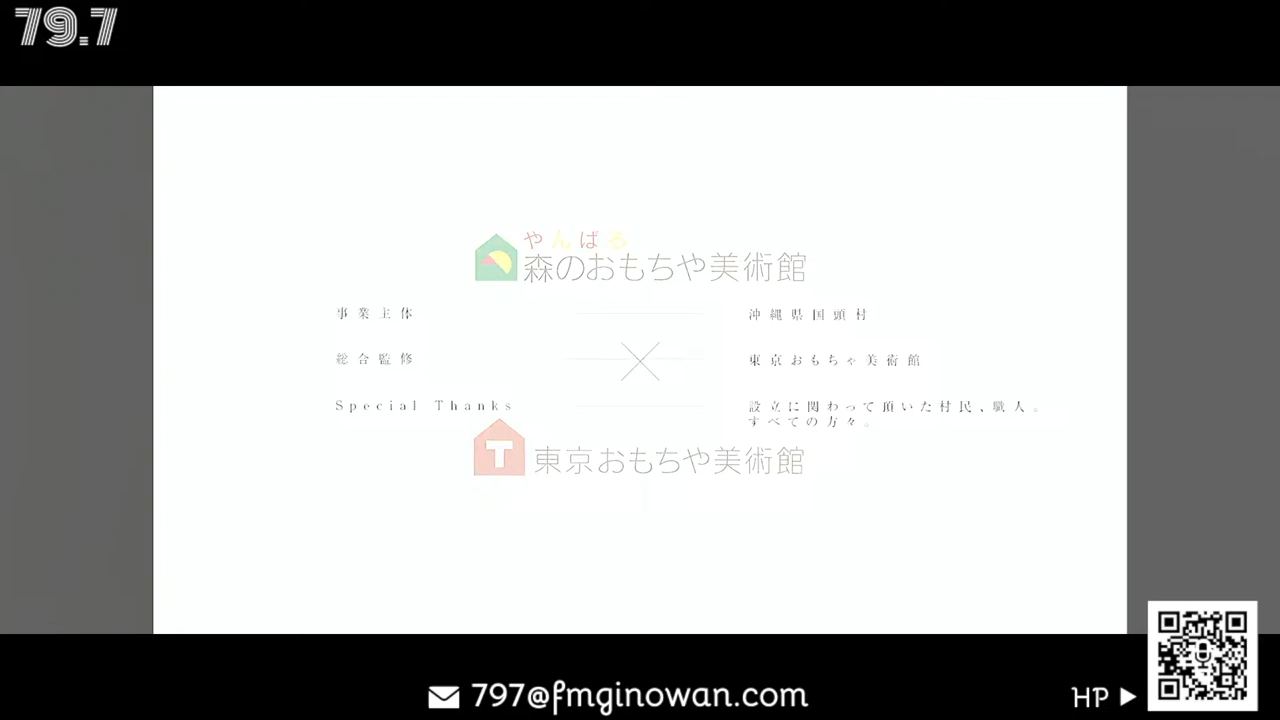 79.7
やんばる
森のおもちゃ美術館
事業主体
沖縄県国頭村
総合監修
東京おもちゃ美術館
Special Thanks
設立に関わって頂いた村民、職人。
すべての方々。
T
東京おもちゃ美術館
797@fmginowan.com
HP ▶